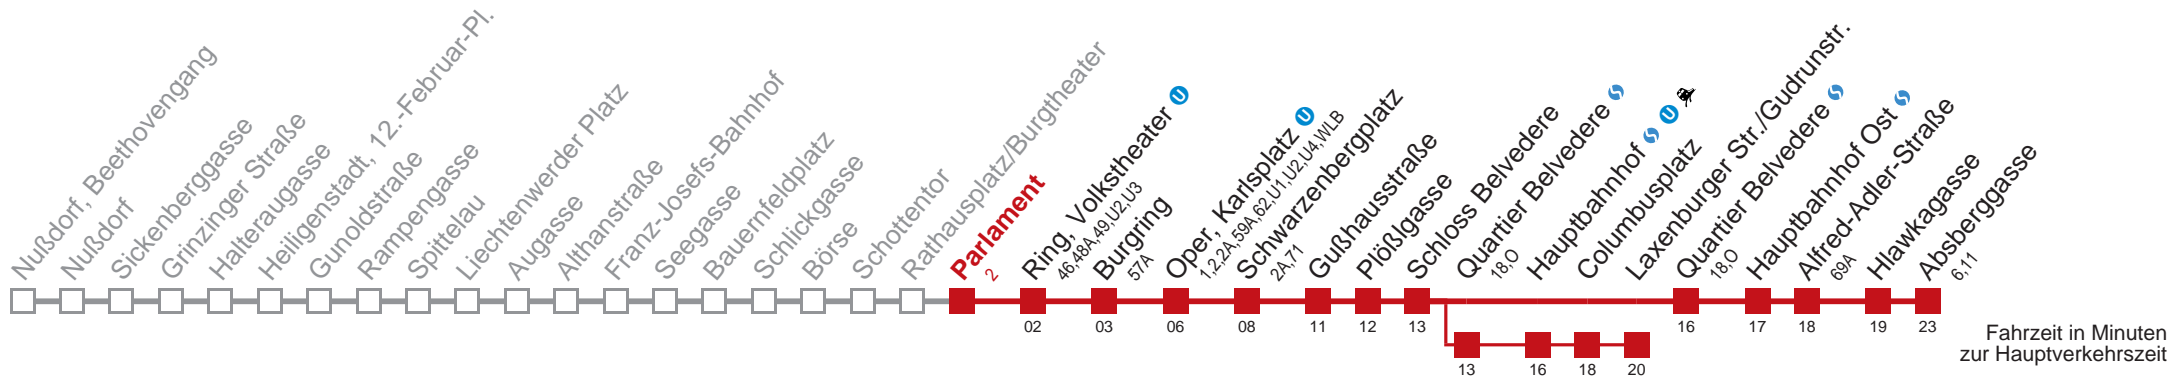 Nußdorf, Beethovengang
Nußdorf
Sickenberggasse
Grinzinger Straße
Halteraugasse
Heiligenstadt, 12.-Februar-Pl.
Gunoldstraße
Rampengasse
Spittelau
Liechtenwerder Platz
Augasse
Althanstraße
Franz-Josefs-Bahnhof
Seegasse
Bauernfeldplatz
Schlickgasse
Börse
Schottentor
Rathausplatz/Burgtheater
Parlament
2
Ring, Volkstheater U
46,48A,49,U2,U3
Burgring
57A
Oper, Karlsplatz U
1,2,2A,59A,62,U1,U2,U4,WLB
Schwarzenbergplatz
2A,71
Gußhausstraße
Plößlgasse
Schloss Belvedere
Quartier Belvedere S
18,O
Hauptbahnhof S U
Columbusplatz
Laxenburger Str./Gudrunstr.
Quartier Belvedere S
18,O
Hauptbahnhof Ost S
Alfred-Adler-Straße
69A
Hlawkagasse
Absberggasse
6,11
02 03 06 08 11 12 13 16 17 18 19 23
13 16 18 20
Fahrzeit in Minuten
zur Hauptverkehrszeit